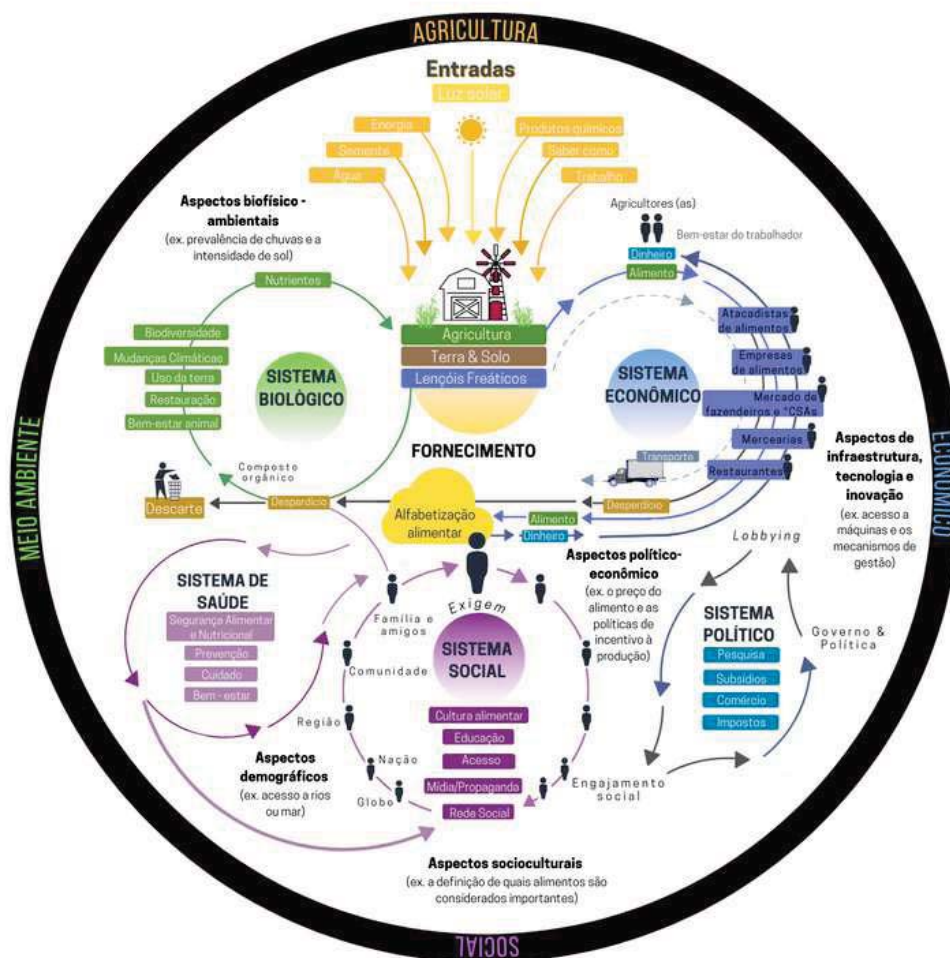 AGRICULTURA
Entradas
Luz solar
Energia
Semente
Água
Produtos químicos
Saber como
Trabalho
Aspectos biofísico -
ambientais
(ex. prevalência de chuvas e a
intensidade de sol)
Agricultores (as)
Bem-estar do trabalhador
Dinheiro
Alimento
Nutrientes
Biodiversidade
Mudanças Climáticas
Uso da terra
Restauração
Bem-estar animal
SISTEMA
BIOLÓGICO
Agricultura
Terra & Solo
Lençóis Freáticos
FORNECIMENTO
SISTEMA
ECONÔMICO
Atacadistas
de alimentos
Empresas
de alimentos
Mercado de
fazendeiros e *CSAs
Mercearias
Restaurantes
Transporte
Aspectos de
infraestrutura,
tecnologia e
inovação
(ex. acesso a
máquinas e os
mecanismos de
gestão)
MEIO AMBIENTE
ECONÔMICO
Composto
orgânico
Descarte
Desperdício
Alfabetização
alimentar
Desperdício
Alimento
Dinheiro
Aspectos político-
econômico
(ex. o preço do
alimento e as
políticas de
incentivo à
produção)
Lobbying
SISTEMA
POLÍTICO
Pesquisa
Subsídios
Comércio
Impostos
Governo &
Política
Engajamento
social
SISTEMA DE
SAÚDE
Segurança Alimentar
e Nutricional
Prevenção
Cuidado
Bem - estar
Exigem
Família e
amigos
Comunidade
Região
Nação
Globo
SISTEMA
SOCIAL
Cultura alimentar
Educação
Acesso
Mídia/Propaganda
Rede Social
Aspectos
demográficos
(ex. acesso a rios
ou mar)
Aspectos socioculturais
(ex. a definição de quais alimentos são
considerados importantes)
SOCIAL